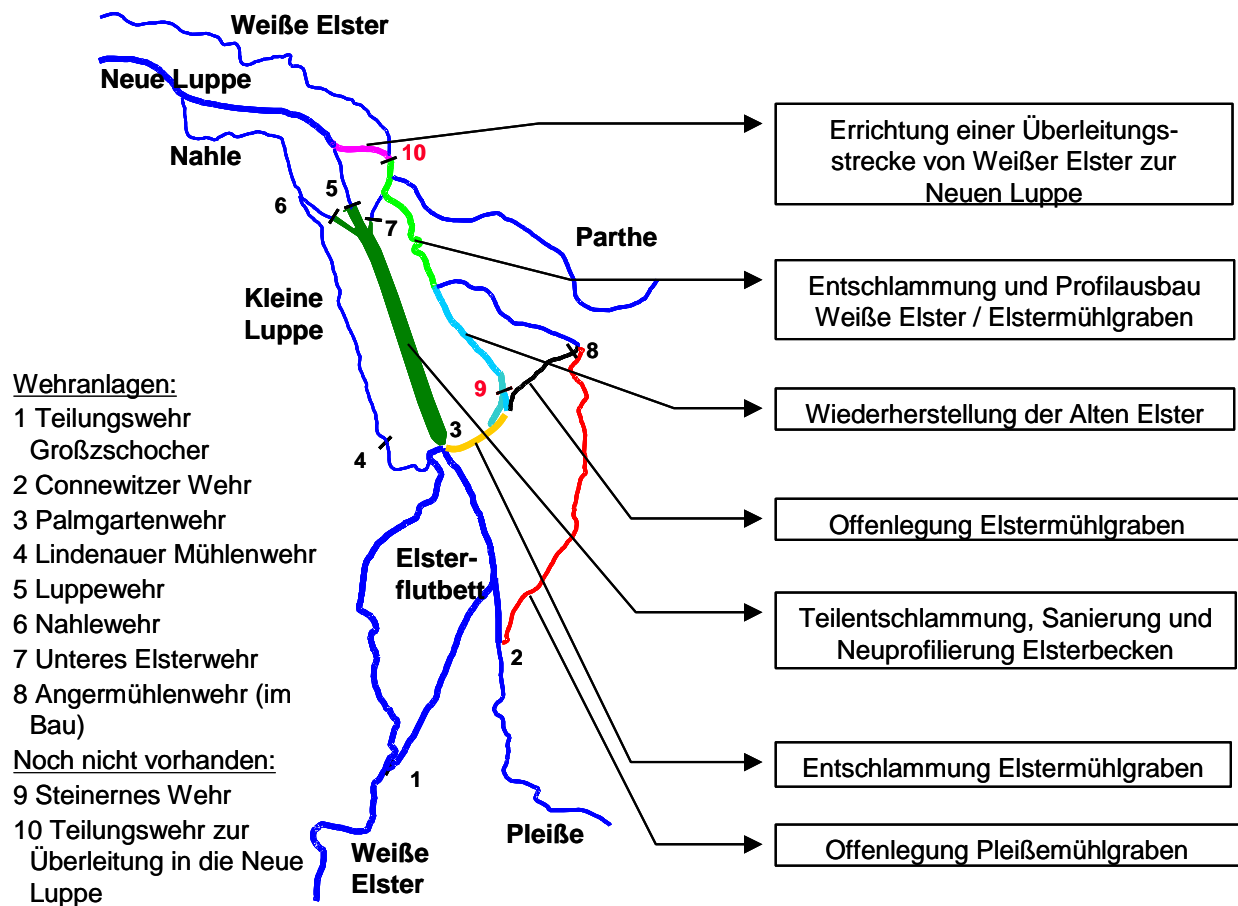 Weiße Elster
Neue Luppe
Nahle
10
5
6
7
Parthe
Kleine
Luppe
8
9
3
4
Elster-
flutbett
2
1
Pleiße
Weiße
Elster
Wehranlagen:
1 Teilungswehr
Großzschocher
2 Connewitzer Wehr
3 Palmgartenwehr
4 Lindenauer Mühlenwehr
5 Luppewehr
6 Nahlewehr
7 Unteres Elsterwehr
8 Angermühlenwehr (im
Bau)
Noch nicht vorhanden:
9 Steinernes Wehr
10 Teilungswehr zur
Überleitung in die Neue
Luppe
Errichtung einer Überleitungs-
strecke von Weißer Elster zur
Neuen Luppe
Entschlammung und Profilausbau
Weiße Elster / Elstermühlgraben
Wiederherstellung der Alten Elster
Offenlegung Elstermühlgraben
Teilentschlammung, Sanierung und
Neuprofilierung Elsterbecken
Entschlammung Elstermühlgraben
Offenlegung Pleißemühlgraben